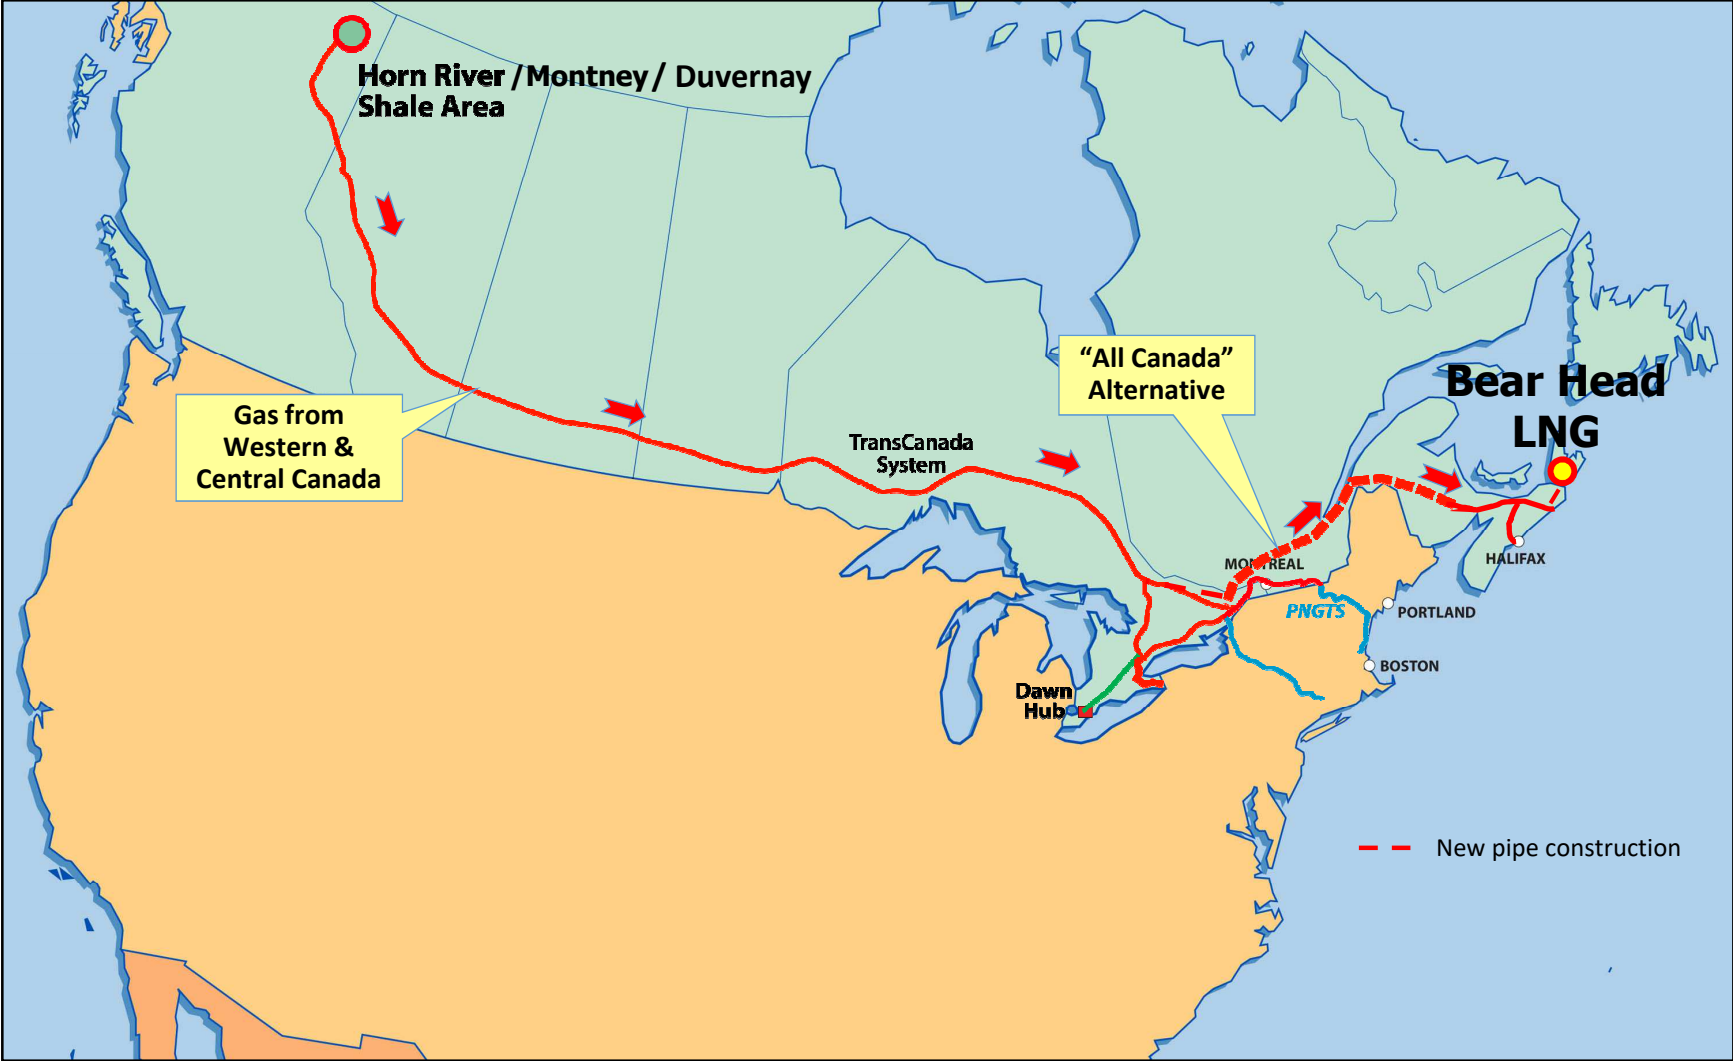 Horn River /Montney/ Duvernay
Shale Area
“All Canada”
Alternative
Bear Head
LNG
Gas from
Western &
Central Canada
TransCanada
System
MONTREAL
HALIFAX
PNGTS
PORTLAND
BOSTON
Dawn
Hub
New pipe construction